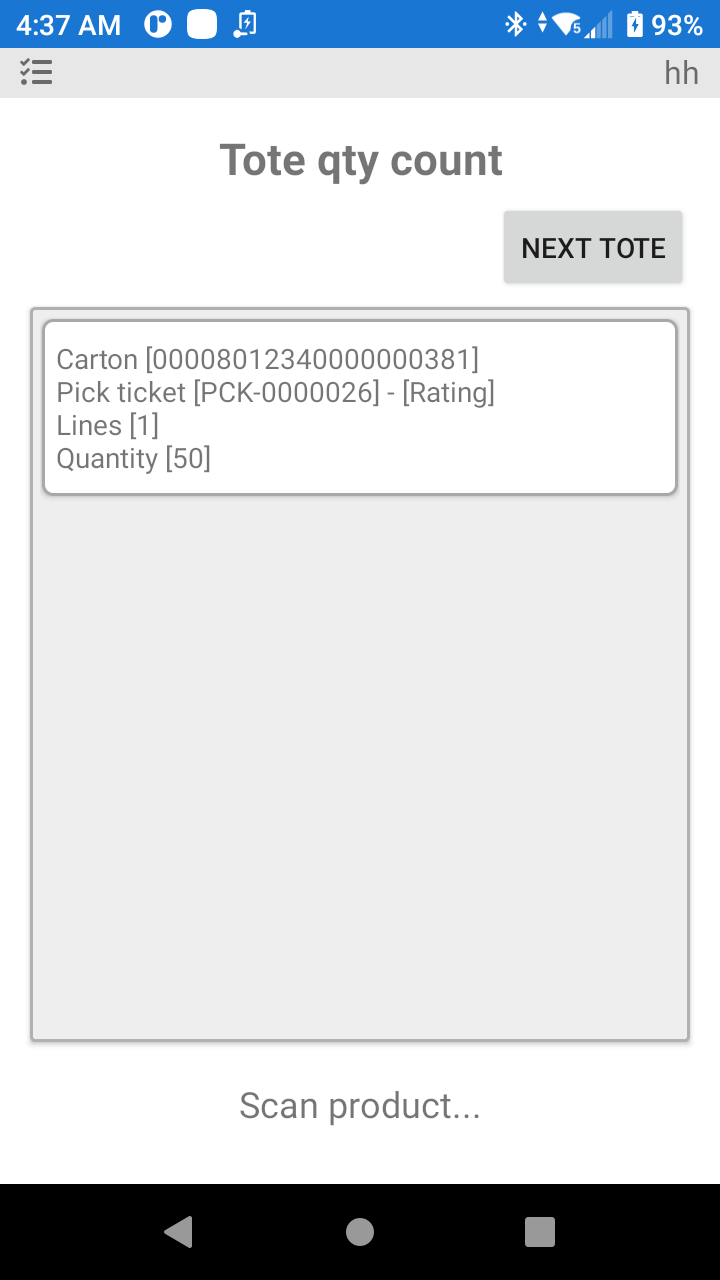 4:37 AM 5 93%
hh
Tote qty count
NEXT TOTE
Carton [00008012340000000381]
Pick ticket [PCK-0000026] - [Rating]
Lines [1]
Quantity [50]
Scan product...